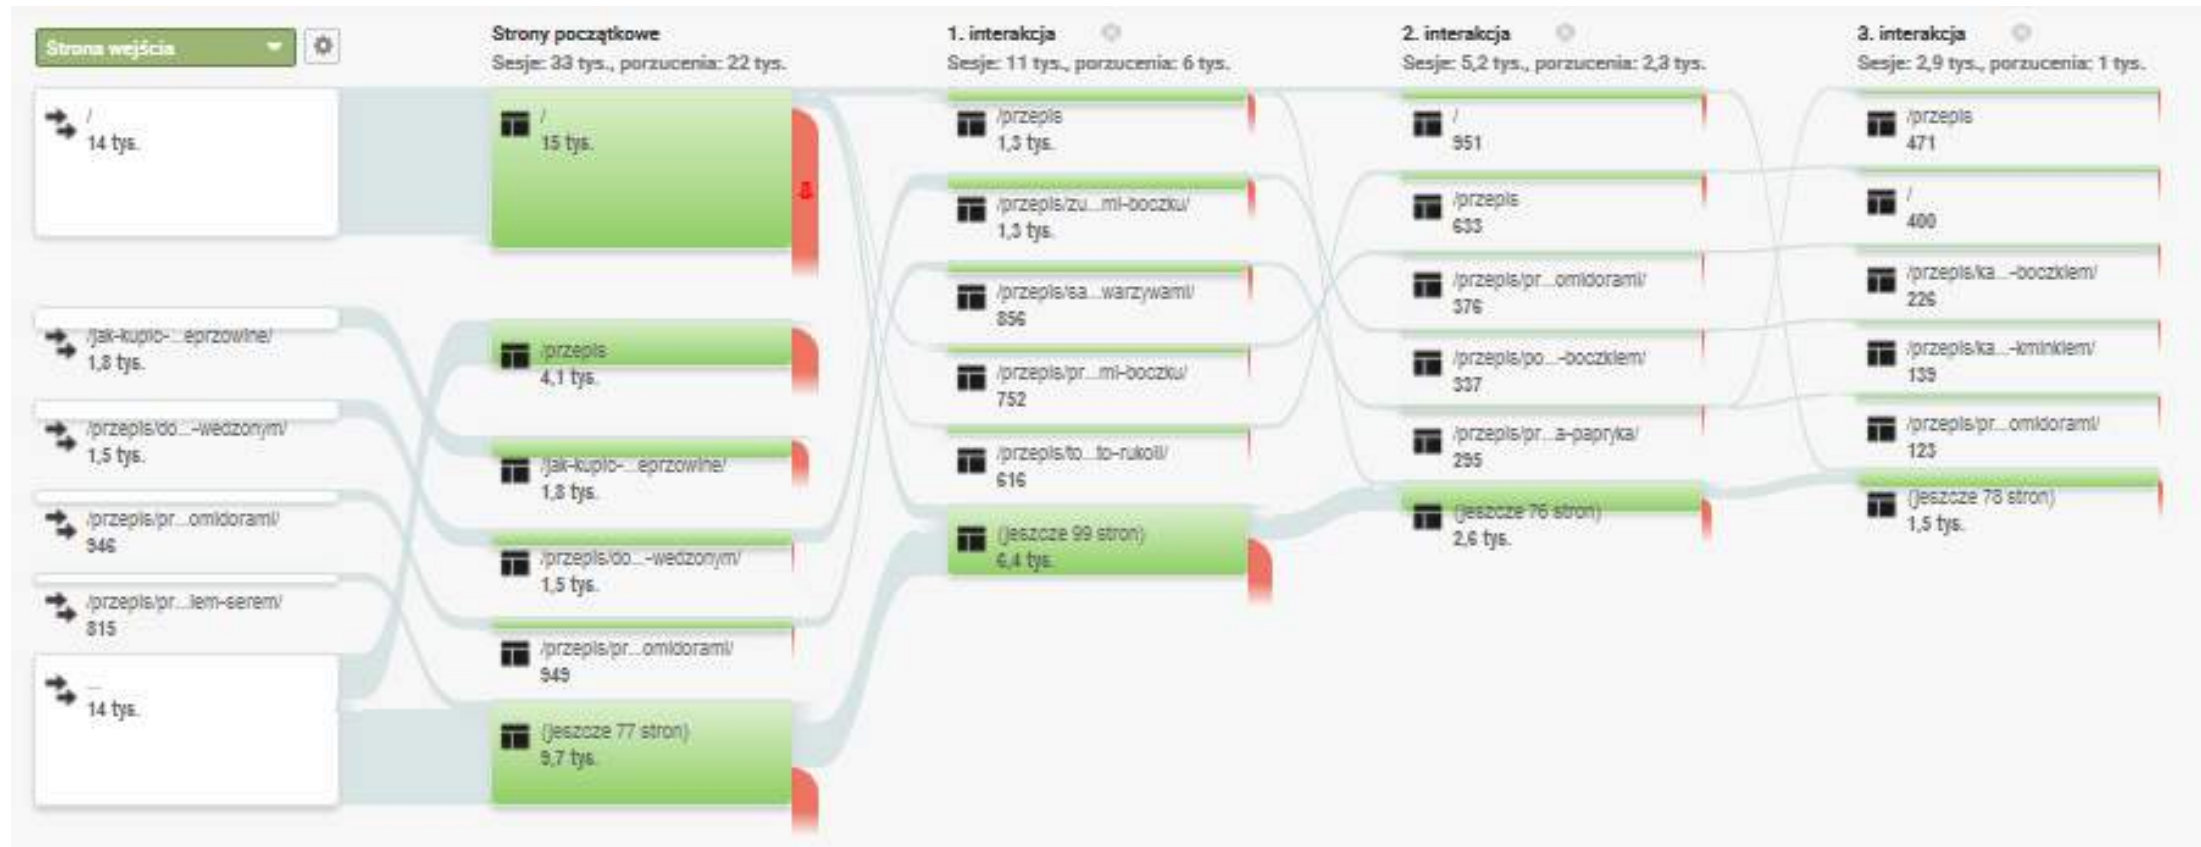 Strona wejścia
/
14 tys.
/jak-kupic-...eprzowine/
1,8 tys.
/przepis/do...-wedzonym/
1,5 tys.
/przepis/pr...omidorami/
946
/przepis/pr...iem-serem/
815
...
14 tys.
Strony początkowe
Sesje: 33 tys., porzucenia: 22 tys.
/
15 tys.
/przepis
4,1 tys.
/jak-kupic-...eprzowine/
1,8 tys.
/przepis/do...-wedzonym/
1,5 tys.
/przepis/pr...omidorami/
949
(jeszcze 77 stron)
9,7 tys.
1. interakcja
Sesje: 11 tys., porzucenia: 6 tys.
/przepis
1,3 tys.
/przepis/zu...mi-boczku/
1,3 tys.
/przepis/sa...warzywami/
856
/przepis/pr...mi-boczku/
752
/przepis/to...to-rukoli/
616
(jeszcze 99 stron)
6,4 tys.
2. interakcja
Sesje: 5,2 tys., porzucenia: 2,3 tys.
/
951
/przepis
633
/przepis/pr...omidorami/
376
/przepis/po...-boczkiem/
337
/przepis/pr...a-papryka/
295
(jeszcze 76 stron)
2,6 tys.
3. interakcja
Sesje: 2,9 tys., porzucenia: 1 tys.
/przepis
471
/
400
/przepis/ka...-boczkiem/
226
/przepis/ka...-kminkiem/
139
/przepis/pr...omidorami/
123
(jeszcze 78 stron)
1,5 tys.